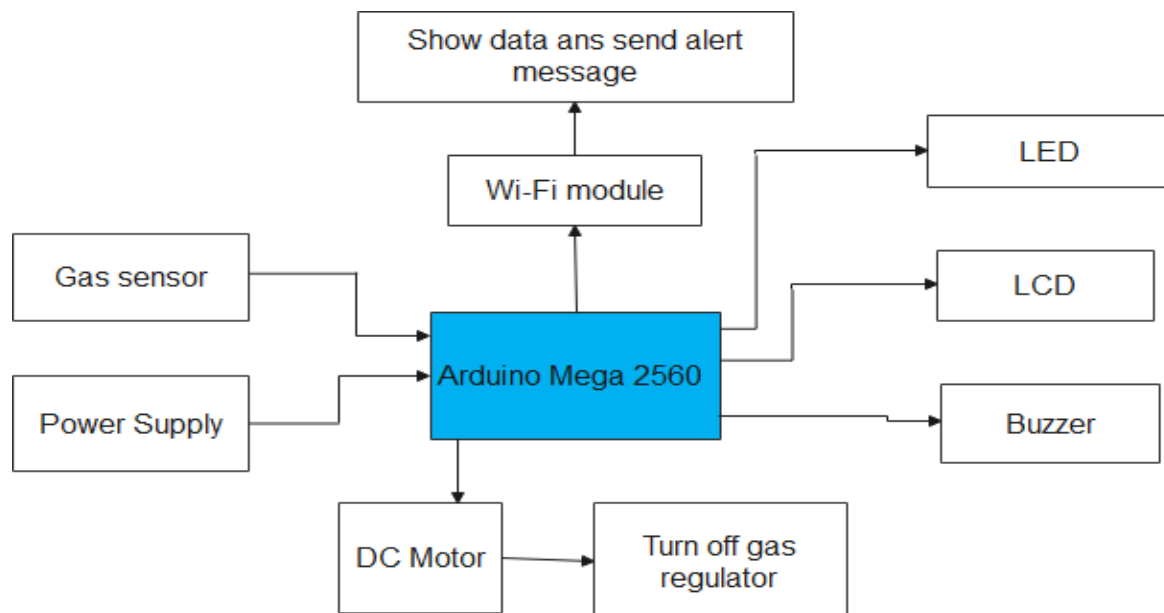 Show data ans send alert
message
Wi-Fi module
LED
Gas sensor
LCD
Arduino Mega 2560
Power Supply
Buzzer
DC Motor
Turn off gas
regulator